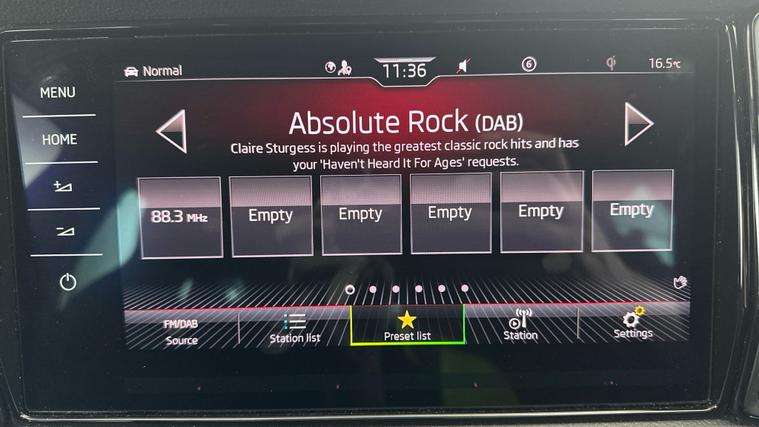 Normal
11:36
6
16.5°C
MENU
HOME
Absolute Rock (DAB)
Claire Sturgess is playing the greatest classic rock hits and has
your 'Haven't Heard It For Ages' requests.
88.3 MHz
Empty
Empty
Empty
Empty
Empty
FM/DAB
Source
Station list
Preset list
Station
Settings